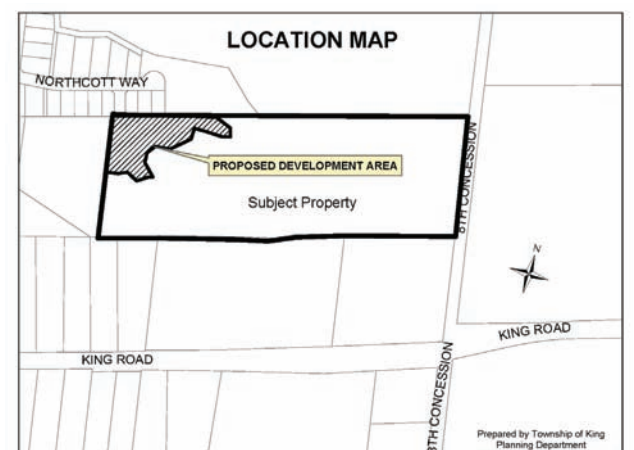 LOCATION MAP
NORTHCOTT WAY
PROPOSED DEVELOPMENT AREA
Subject Property
8TH CONCESSION
N
KING ROAD
KING ROAD
8TH CONCESSION
Prepared by Township of King
Planning Department